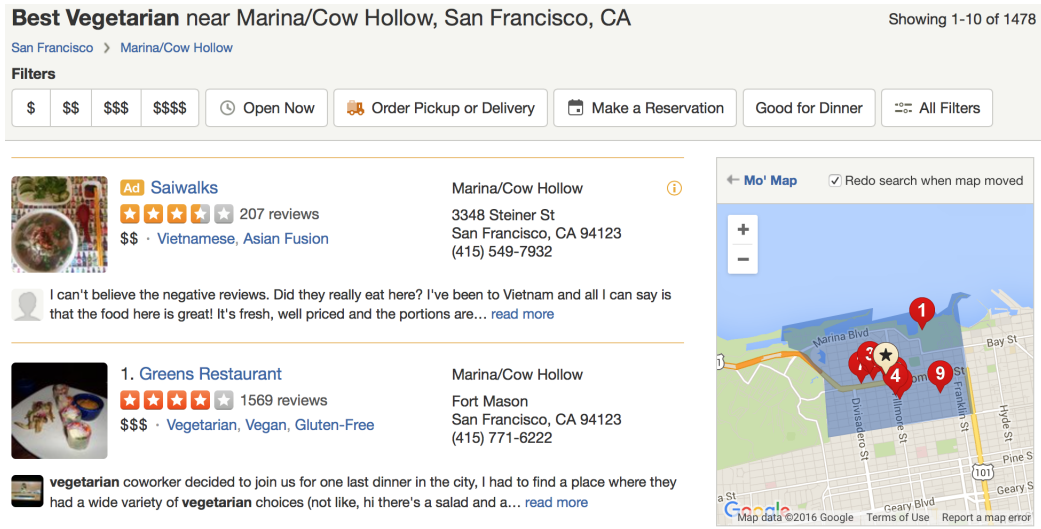 Best Vegetarian near Marina/Cow Hollow, San Francisco, CA
Showing 1-10 of 1478
San Francisco
Marina/Cow Hollow
Filters
$ $$ $$$ $$$$ Open Now Order Pickup or Delivery Make a Reservation Good for Dinner All Filters
Ad Saiwalks
207 reviews
$$ · Vietnamese, Asian Fusion
Marina/Cow Hollow
3348 Steiner St
San Francisco, CA 94123
(415) 549-7932
I can't believe the negative reviews. Did they really eat here? I've been to Vietnam and all I can say is
that the food here is great! It's fresh, well priced and the portions are… read more
1. Greens Restaurant
1569 reviews
$$$ · Vegetarian, Vegan, Gluten-Free
Marina/Cow Hollow
Fort Mason
San Francisco, CA 94123
(415) 771-6222
vegetarian coworker decided to join us for one last dinner in the city, I had to find a place where they
had a wide variety of vegetarian choices (not like, hi there's a salad and a… read more
Mo' Map
Redo search when map moved
+
−
1
Marina Blvd
Bay St
3
4
9
St
Divisadero St
Franklin St
Hyde St
101
Pine S
Geary S
Geary Blvd
a St
Google
Map data ©2016 Google Terms of Use Report a map error